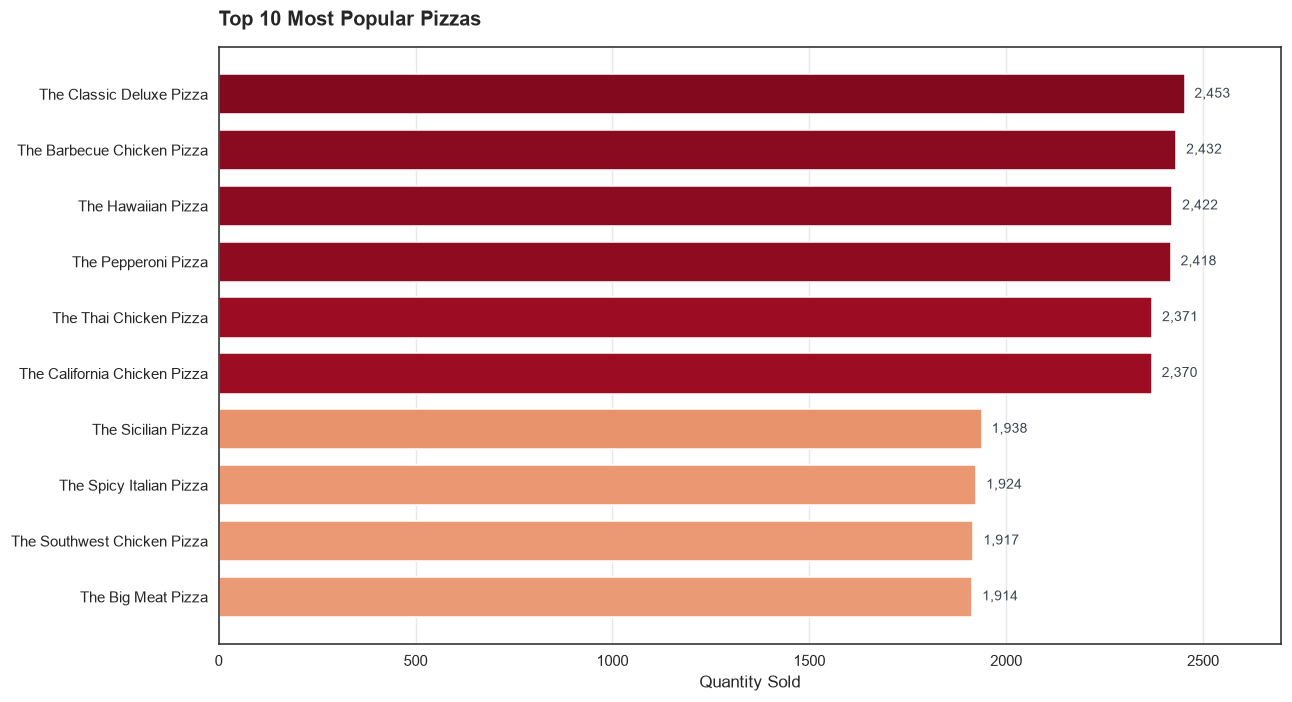 Top 10 Most Popular Pizzas
The Classic Deluxe Pizza 2,453
The Barbecue Chicken Pizza 2,432
The Hawaiian Pizza 2,422
The Pepperoni Pizza 2,418
The Thai Chicken Pizza 2,371
The California Chicken Pizza 2,370
The Sicilian Pizza 1,938
The Spicy Italian Pizza 1,924
The Southwest Chicken Pizza 1,917
The Big Meat Pizza 1,914
0 500 1000 1500 2000 2500
Quantity Sold